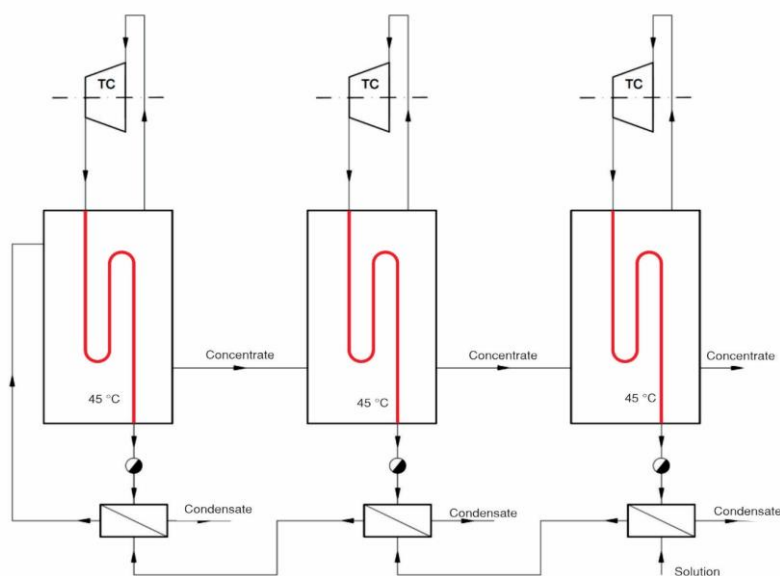 TC
TC
TC
Concentrate
Concentrate
Concentrate
45 °C
45 °C
45 °C
Condensate
Condensate
Condensate
Solution